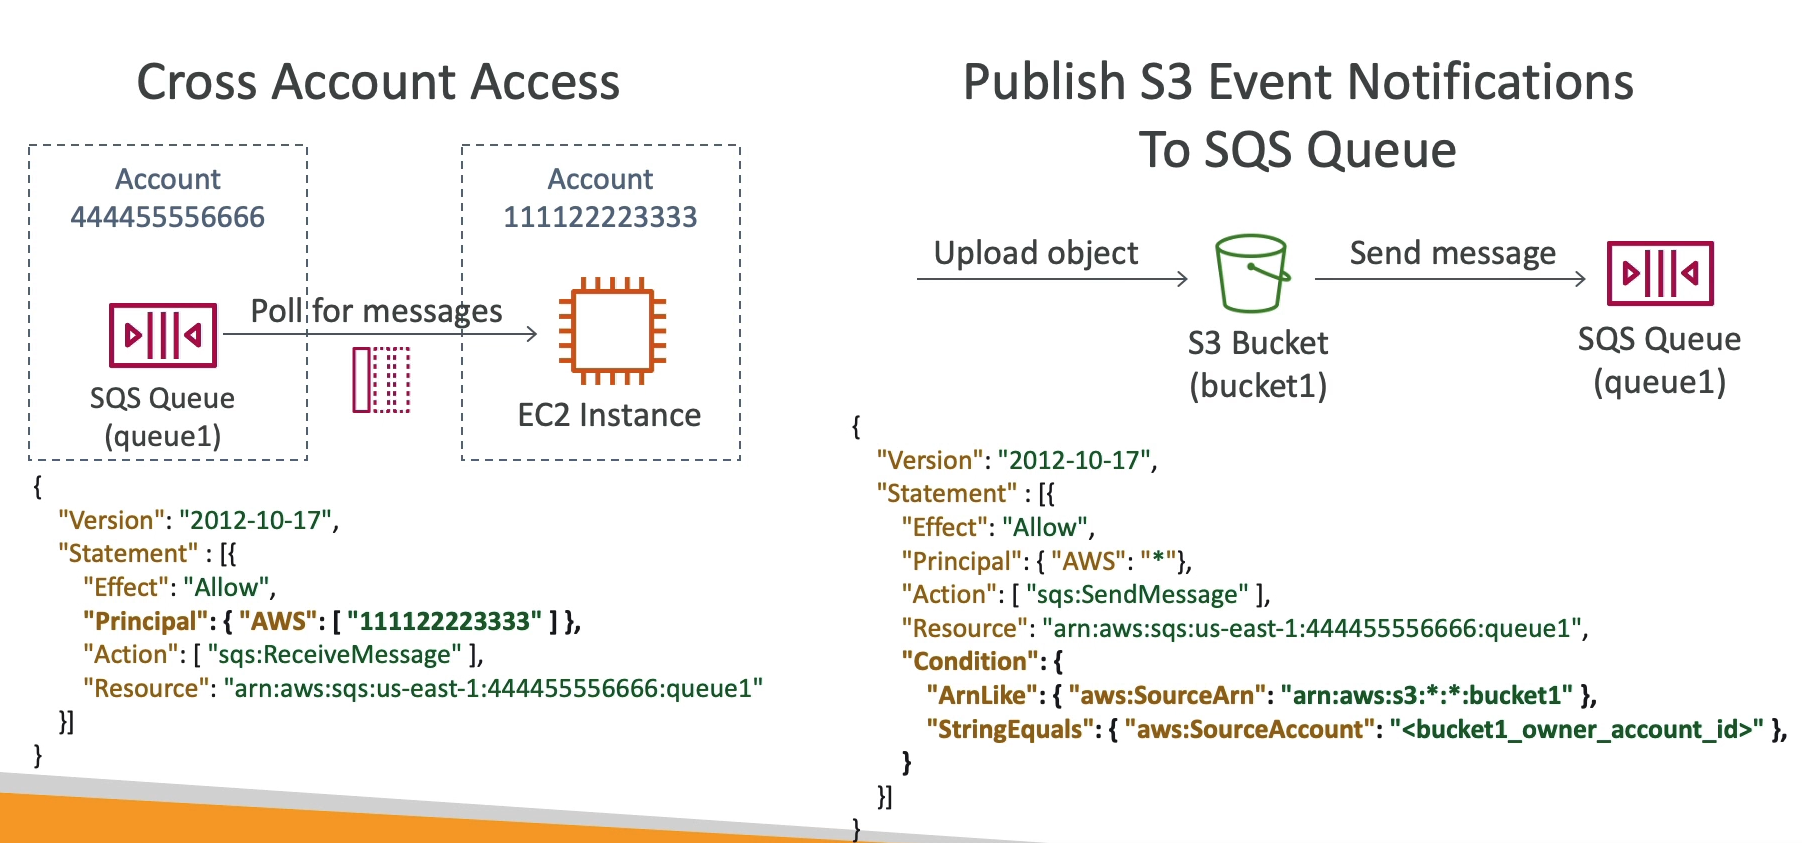 Cross Account Access
Account
444455556666
Account
111122223333
Poll for messages
SQS Queue
(queue1)
EC2 Instance
{
"Version": "2012-10-17",
"Statement" : [{
"Effect": "Allow",
"Principal": { "AWS": [ "111122223333" ] },
"Action": [ "sqs:ReceiveMessage" ],
"Resource": "arn:aws:sqs:us-east-1:444455556666:queue1"
}]
}
Publish S3 Event Notifications
To SQS Queue
Upload object
Send message
S3 Bucket
(bucket1)
SQS Queue
(queue1)
{
"Version": "2012-10-17",
"Statement" : [{
"Effect": "Allow",
"Principal": { "AWS": "*"},
"Action": [ "sqs:SendMessage" ],
"Resource": "arn:aws:sqs:us-east-1:444455556666:queue1",
"Condition": {
"ArnLike": { "aws:SourceArn": "arn:aws:s3:*:*:bucket1" },
"StringEquals": { "aws:SourceAccount": "<bucket1_owner_account_id>" },
}
}]
}